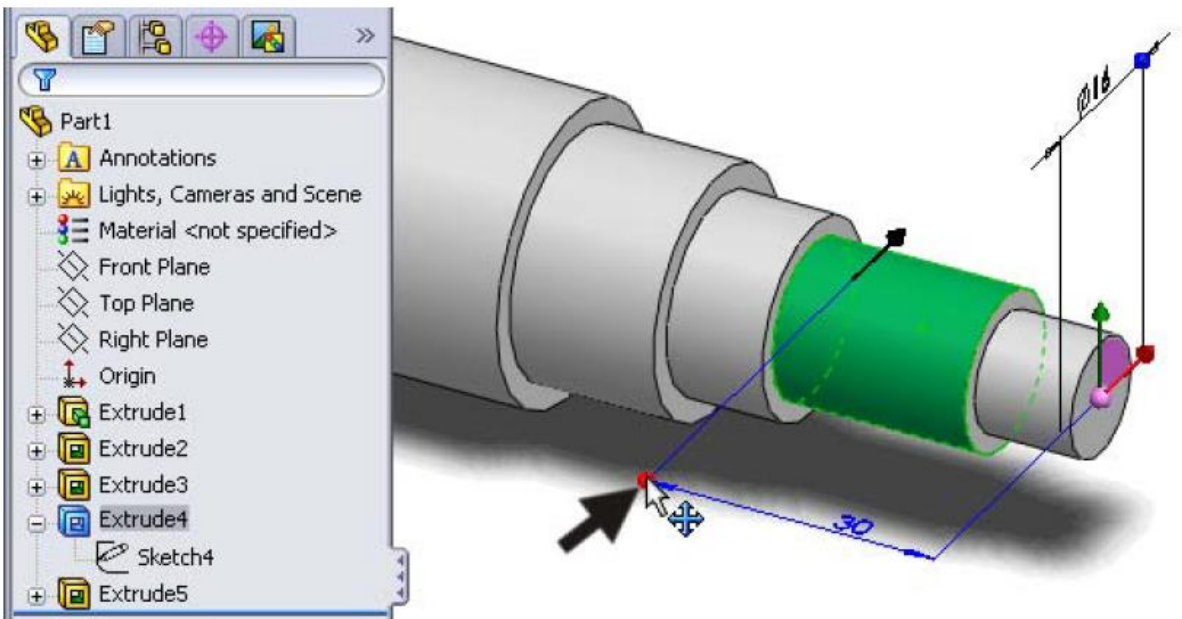 »
Part1
A Annotations
Lights, Cameras and Scene
Material <not specified>
Front Plane
Top Plane
Right Plane
Origin
Extrude1
Extrude2
Extrude3
Extrude4
Sketch4
Extrude5
Ø16
30